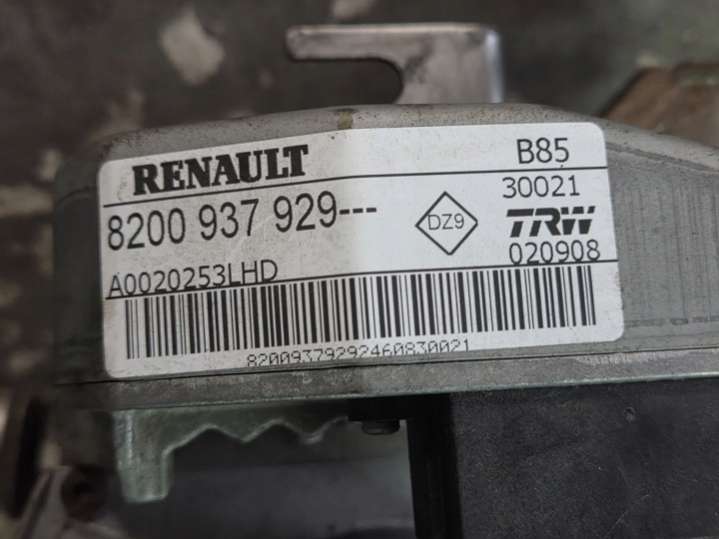 RENAULT B85
8200 937 929--- 30021
DZ9 TRW
A0020253LHD 020908
82009379292460830021